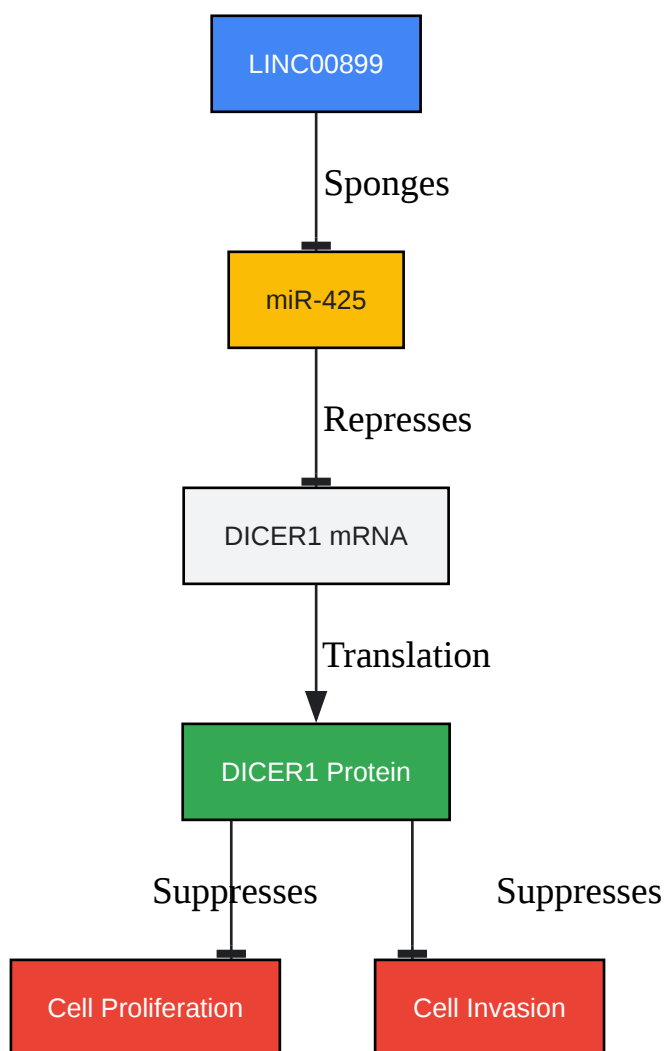 LINC00899
Sponges
miR-425
Represses
DICER1 mRNA
Translation
DICER1 Protein
Suppresses
Suppresses
Cell Proliferation
Cell Invasion